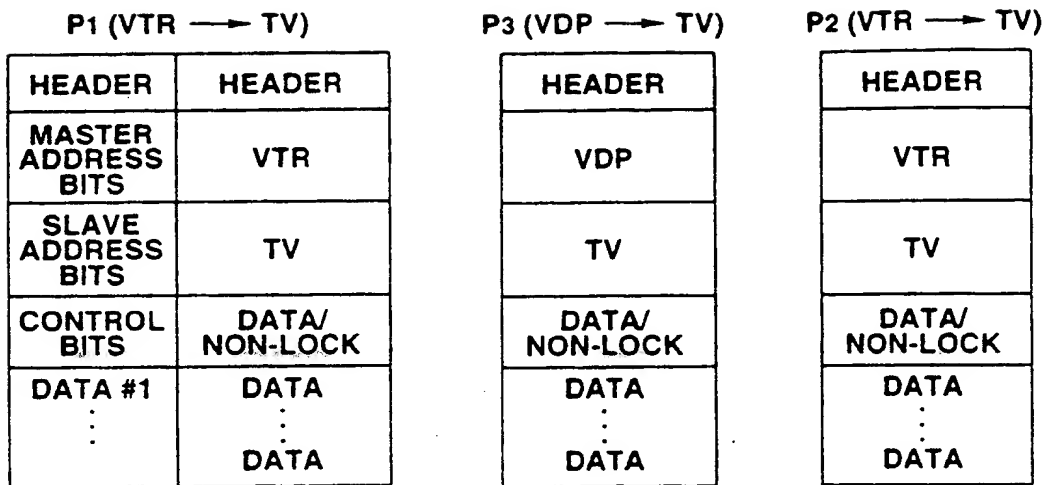 P1 (VTR → TV) P3 (VDP → TV) P2 (VTR → TV)
HEADER HEADER HEADER HEADER
MASTER ADDRESS BITS VTR VDP VTR
SLAVE ADDRESS BITS TV TV TV
CONTROL BITS DATA/ NON-LOCK DATA/ NON-LOCK DATA/ NON-LOCK
DATA #1 DATA DATA DATA
⋮ ⋮ ⋮ ⋮
DATA DATA DATA